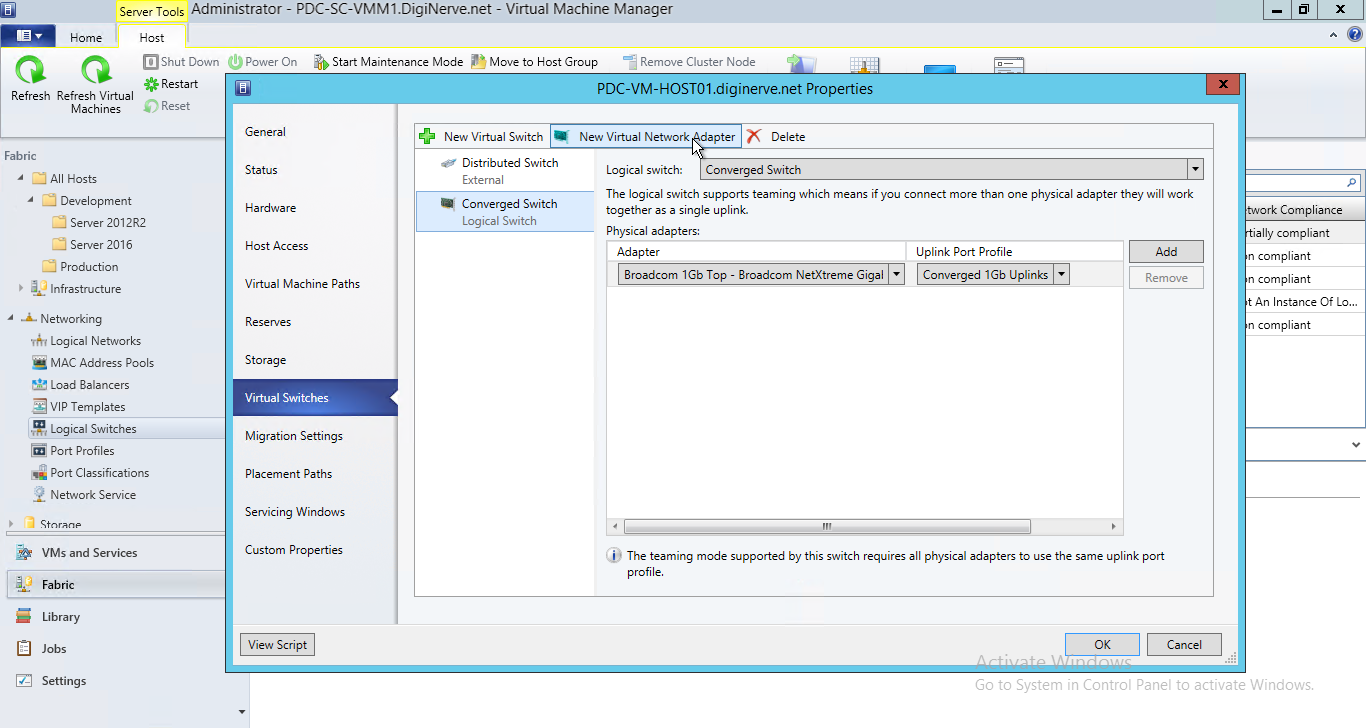 Server Tools
Administrator - PDC-SC-VMM1.DigiNerve.net - Virtual Machine Manager
Home
Host
Refresh
Refresh Virtual
Machines
Shut Down
Power On
Restart
Reset
Start Maintenance Mode
Move to Host Group
Remove Cluster Node
PDC-VM-HOST01.diginerve.net Properties
Fabric
All Hosts
Development
Server 2012R2
Server 2016
Production
Infrastructure
Networking
Logical Networks
MAC Address Pools
Load Balancers
VIP Templates
Logical Switches
Port Profiles
Port Classifications
Network Service
Storage
VMs and Services
Fabric
Library
Jobs
Settings
General
Status
Hardware
Host Access
Virtual Machine Paths
Reserves
Storage
Virtual Switches
Migration Settings
Placement Paths
Servicing Windows
Custom Properties
New Virtual Switch
New Virtual Network Adapter
Delete
Distributed Switch
External
Converged Switch
Logical Switch
Logical switch:
Converged Switch
The logical switch supports teaming which means if you connect more than one physical adapter they will work
together as a single uplink.
Physical adapters:
Adapter
Uplink Port Profile
Broadcom 1Gb Top - Broadcom NetXtreme Gigal
Converged 1Gb Uplinks
Add
Remove
The teaming mode supported by this switch requires all physical adapters to use the same uplink port
profile.
View Script
OK
Cancel
twork Compliance
rtially compliant
n compliant
n compliant
t An Instance Of Lo...
n compliant
Activate Windows
Go to System in Control Panel to activate Windows.